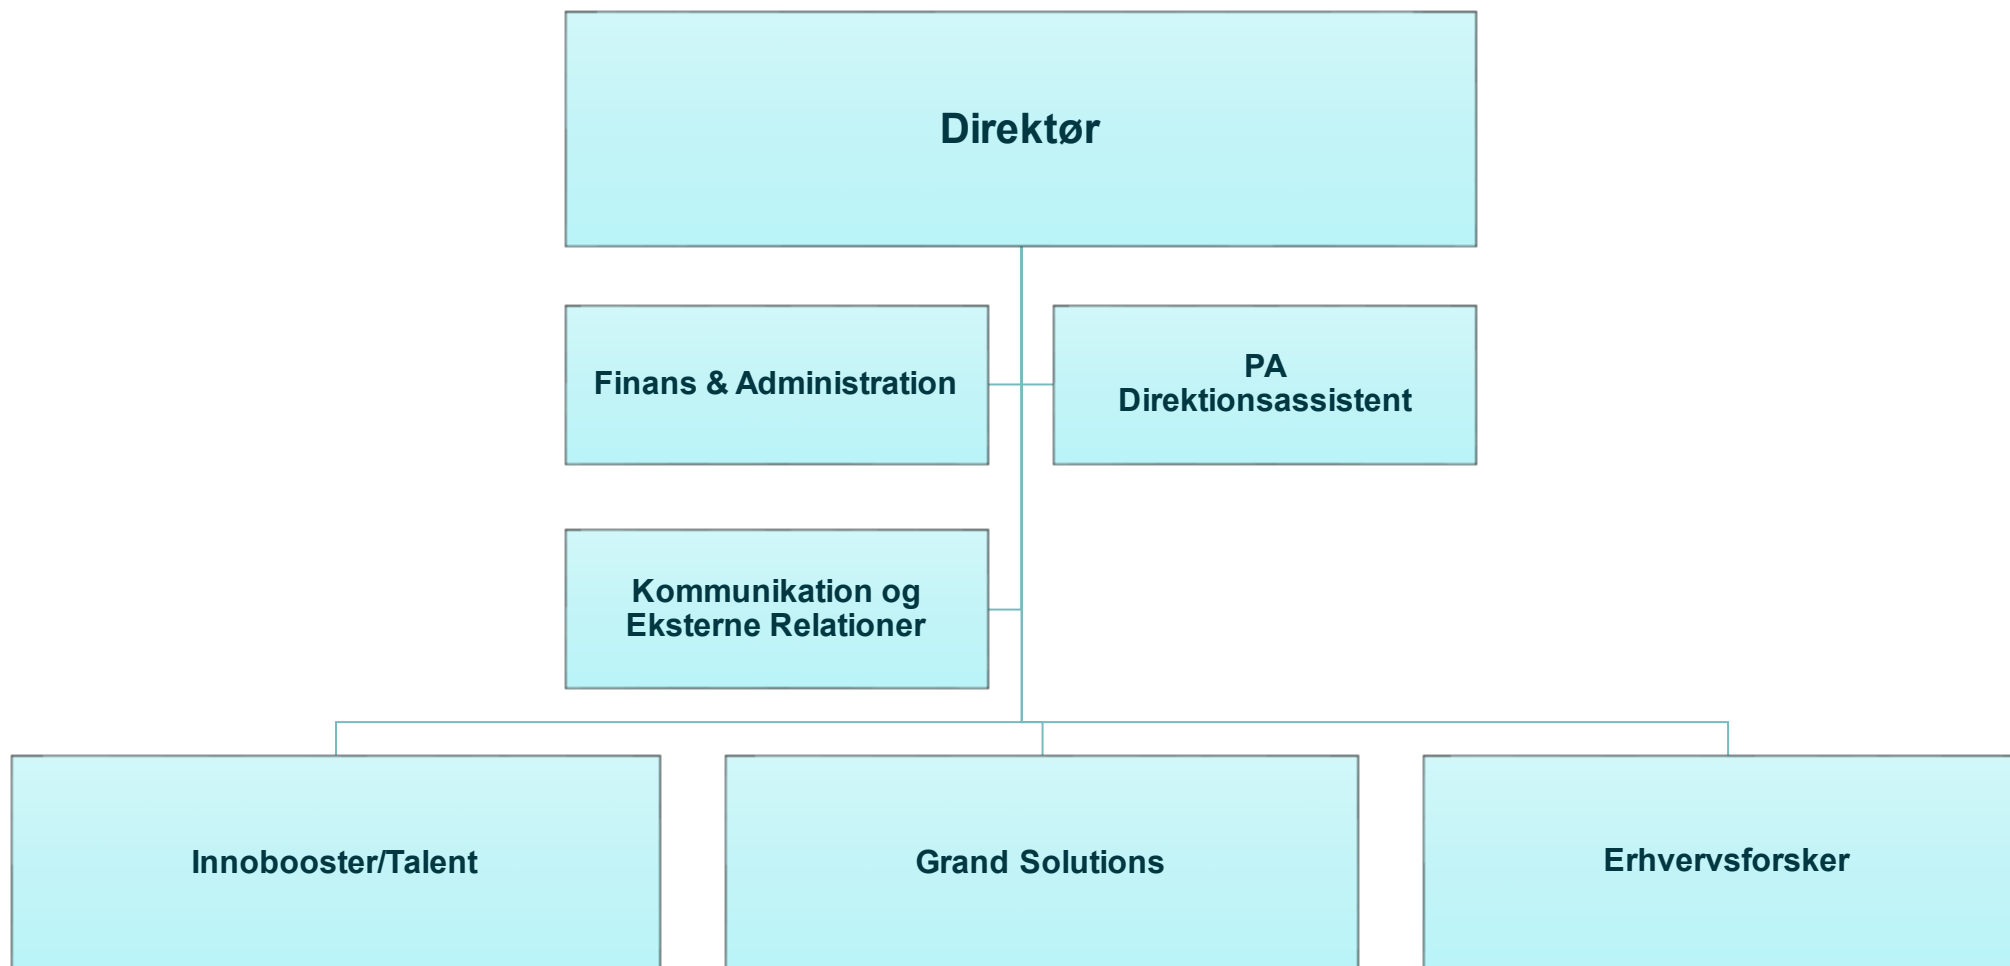 Direktør
Finans & Administration
PA
Direktionsassistent
Kommunikation og
Eksterne Relationer
Innobooster/Talent
Grand Solutions
Erhvervsforsker